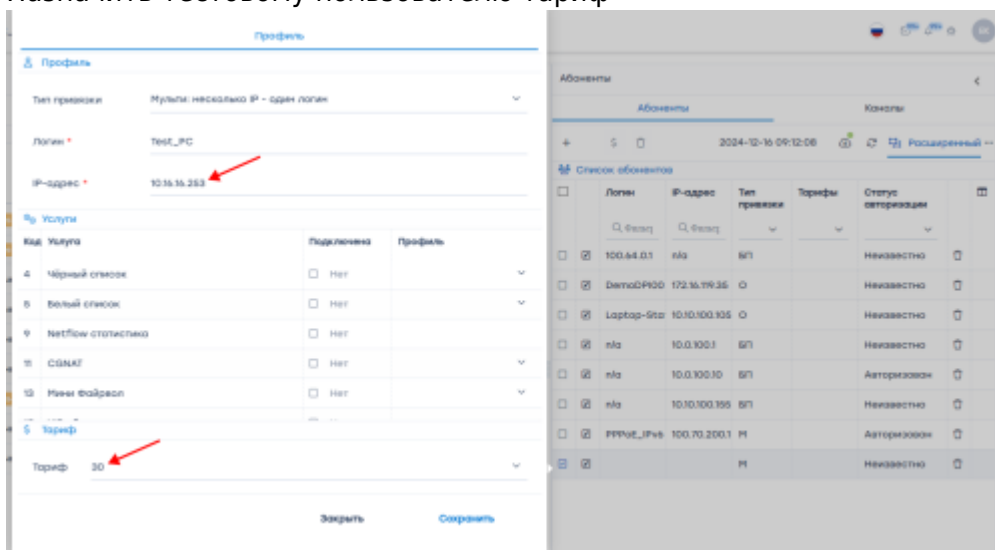 Профиль
Профиль
Тип привязки Мульти: несколько IP - один логин
Логин * Test_PC
IP-адрес * 10.16.16.253
Услуги
Код Услуга Подключена Профиль
4 Чёрный список Нет
5 Белый список Нет
9 Netflow статистика Нет
11 CGNAT Нет
13 Мини Файрвол Нет
Тариф
Тариф 30
Закрыть Сохранить
Абоненты
Абоненты Каналы
2024-12-16 09:12:08 Расширенный
Список абонентов
Логин IP-адрес Тип привязки Тарифы Статус авторизации
100.64.0.1 n/a БП Неизвестно
DemoDPI00 172.16.119.35 О Неизвестно
10.10.100.105 О Неизвестно
n/a 10.0.100.1 БП Неизвестно
n/a 10.0.100.10 БП Авторизован
n/a 10.10.100.155 БП Неизвестно
PPPoE_IPv6 100.70.200.1 М Авторизован
М Неизвестно